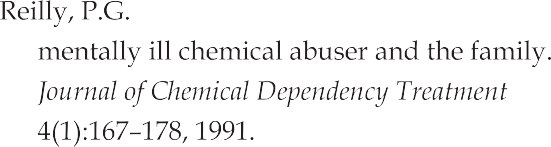 Reilly, P.G.
mentally ill chemical abuser and the family.
Journal of Chemical Dependency Treatment
4(1):167–178, 1991.